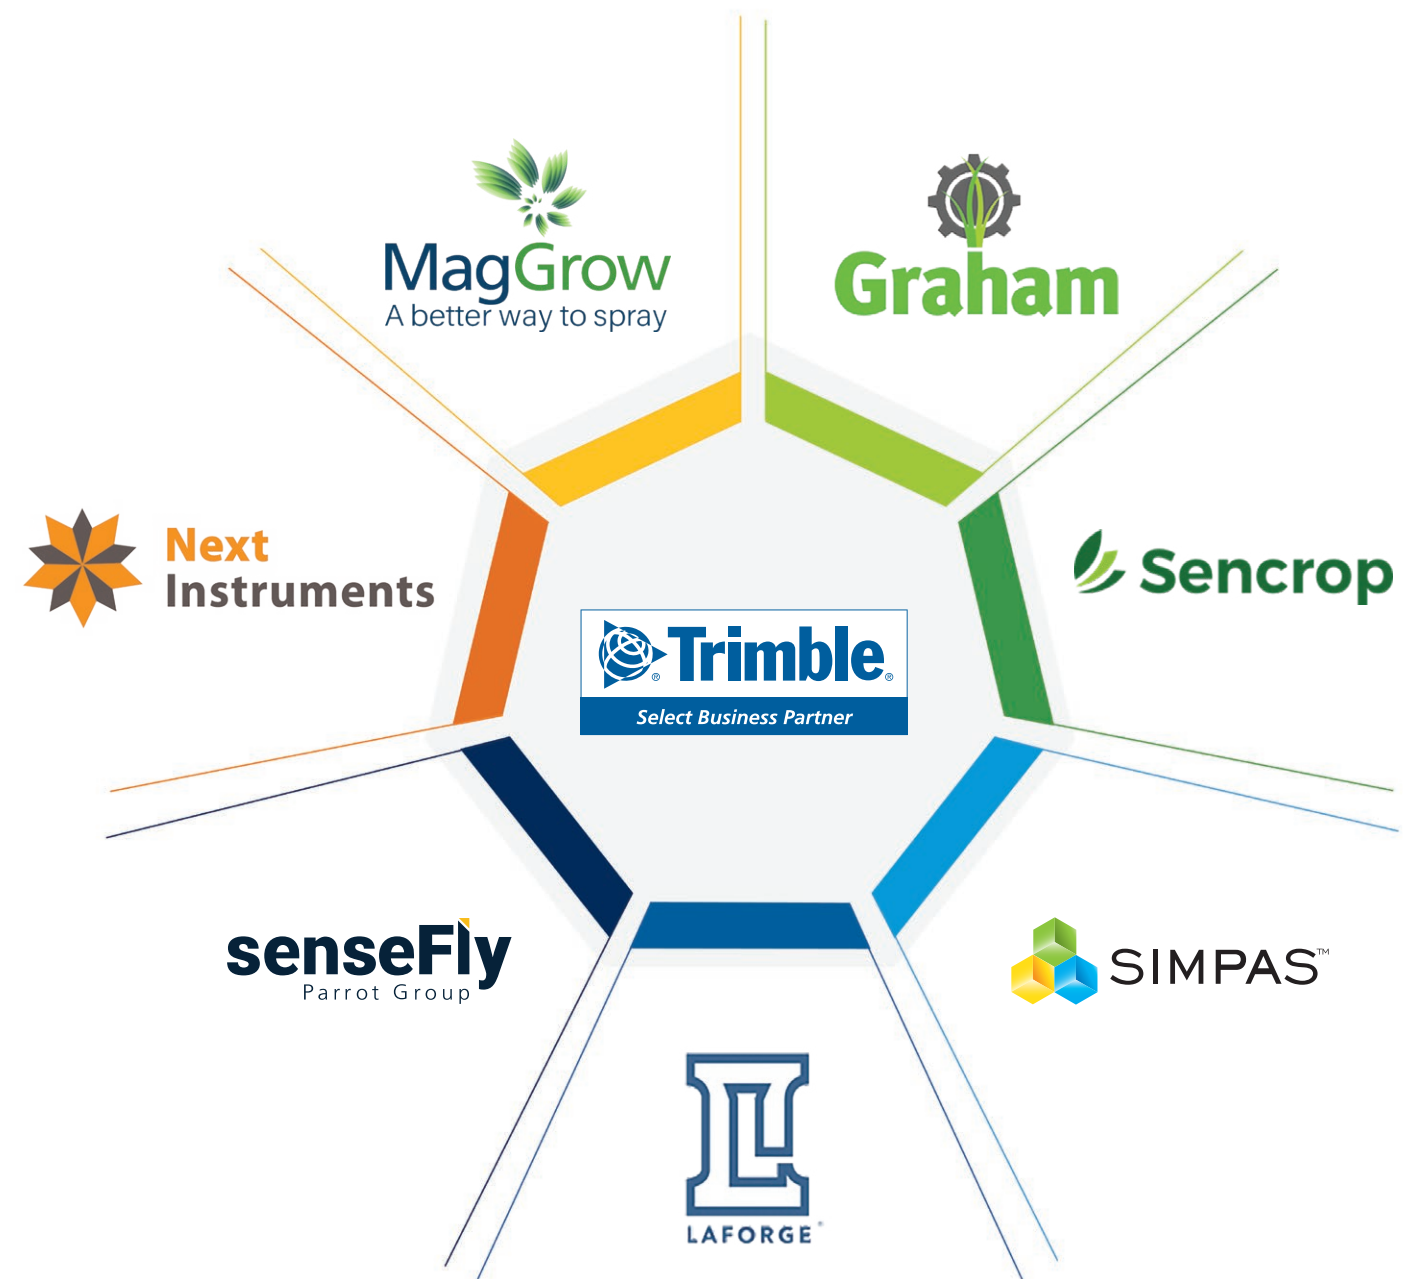 MagGrow
A better way to spray
Graham
Next
Instruments
Sencrop
® Trimble®
Select Business Partner
senseFly
Parrot Group
SIMPAS™
LAFORGE®